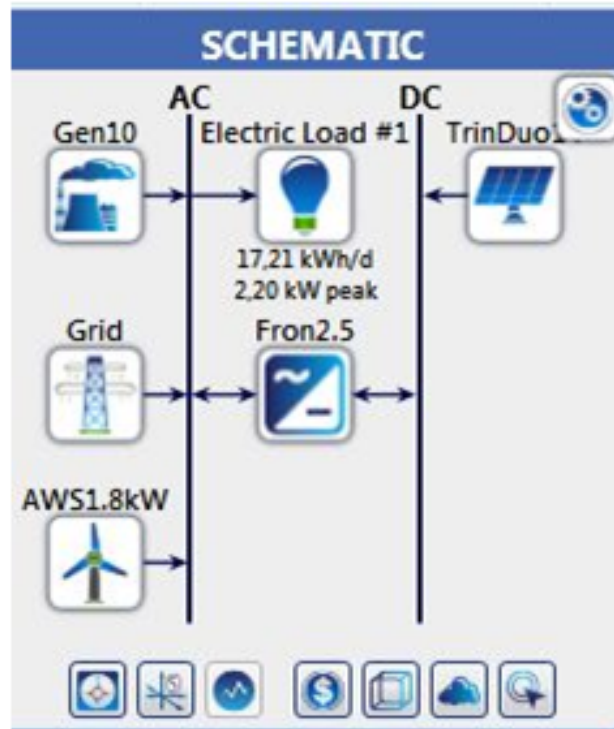 SCHEMATIC
AC DC
Gen10 Electric Load #1
17,21 kWh/d
2,20 kW peak
Grid Fron2.5
AWS1.8kW